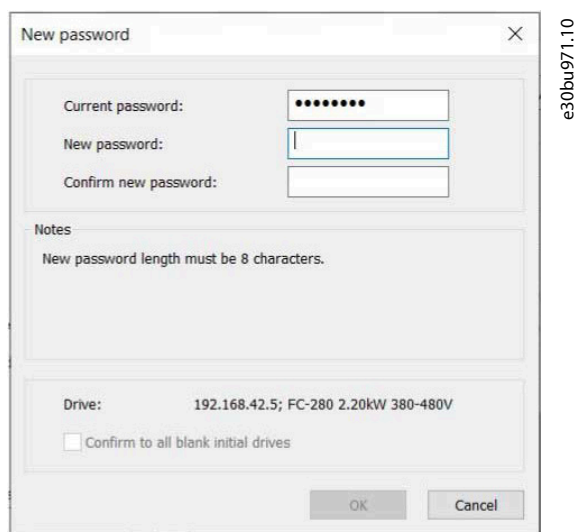 New password
Current password:
••••••••
New password:
Confirm new password:
Notes
New password length must be 8 characters.
Drive: 192.168.42.5; FC-280 2.20kW 380-480V
Confirm to all blank initial drives
OK Cancel
e30bu971.10